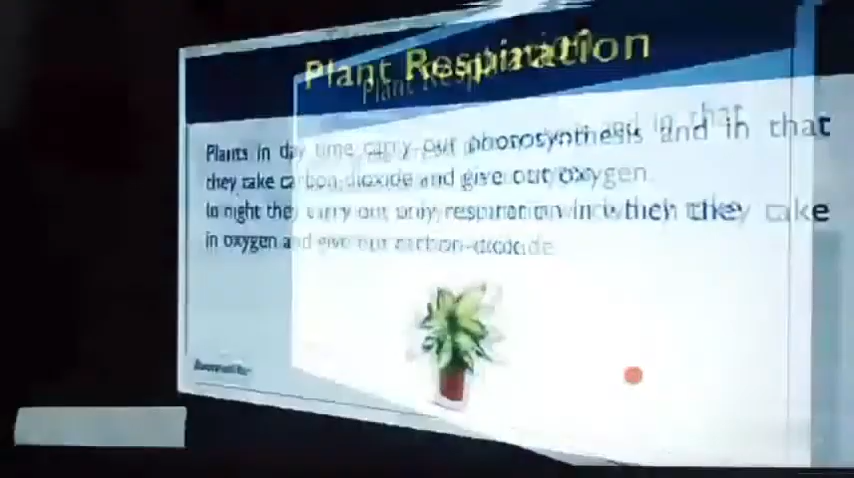 Plant Respiration
Plants in day time carry out phorosynthesis and in that
they take carbon-dioxide and give out oxygen.
In night they carry out only respiration in which they take
in oxygen and give out carbon-dioxide